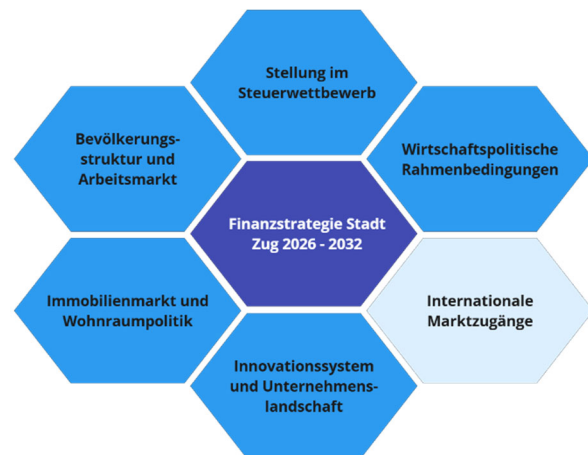 Stellung im
Steuerwettbewerb
Bevölkerungs-
struktur und
Arbeitsmarkt
Wirtschaftspolitische
Rahmenbedingungen
Finanzstrategie Stadt
Zug 2026 - 2032
Immobilienmarkt und
Wohnraumpolitik
Internationale
Marktzugänge
Innovationssystem
und Unternehmens-
landschaft